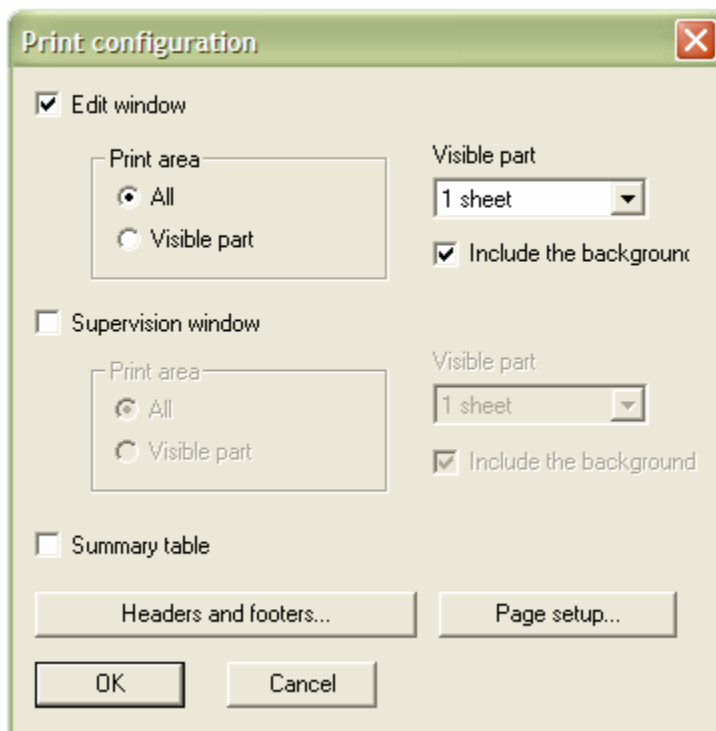 Print configuration
Edit window
Print area
All
Visible part
Visible part
1 sheet
Include the backgroun
Supervision window
Print area
All
Visible part
Visible part
1 sheet
Include the background
Summary table
Headers and footers...
Page setup...
OK
Cancel